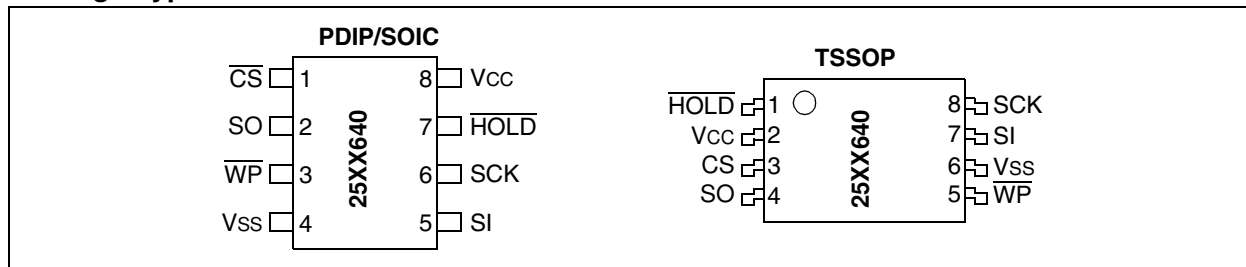 PDIP/SOIC
CS 1 8 VCC
SO 2 7 HOLD
WP 3 6 SCK
VSS 4 5 SI
25XX640
TSSOP
HOLD 1 8 SCK
VCC 2 7 SI
CS 3 6 VSS
SO 4 5 WP
25XX640